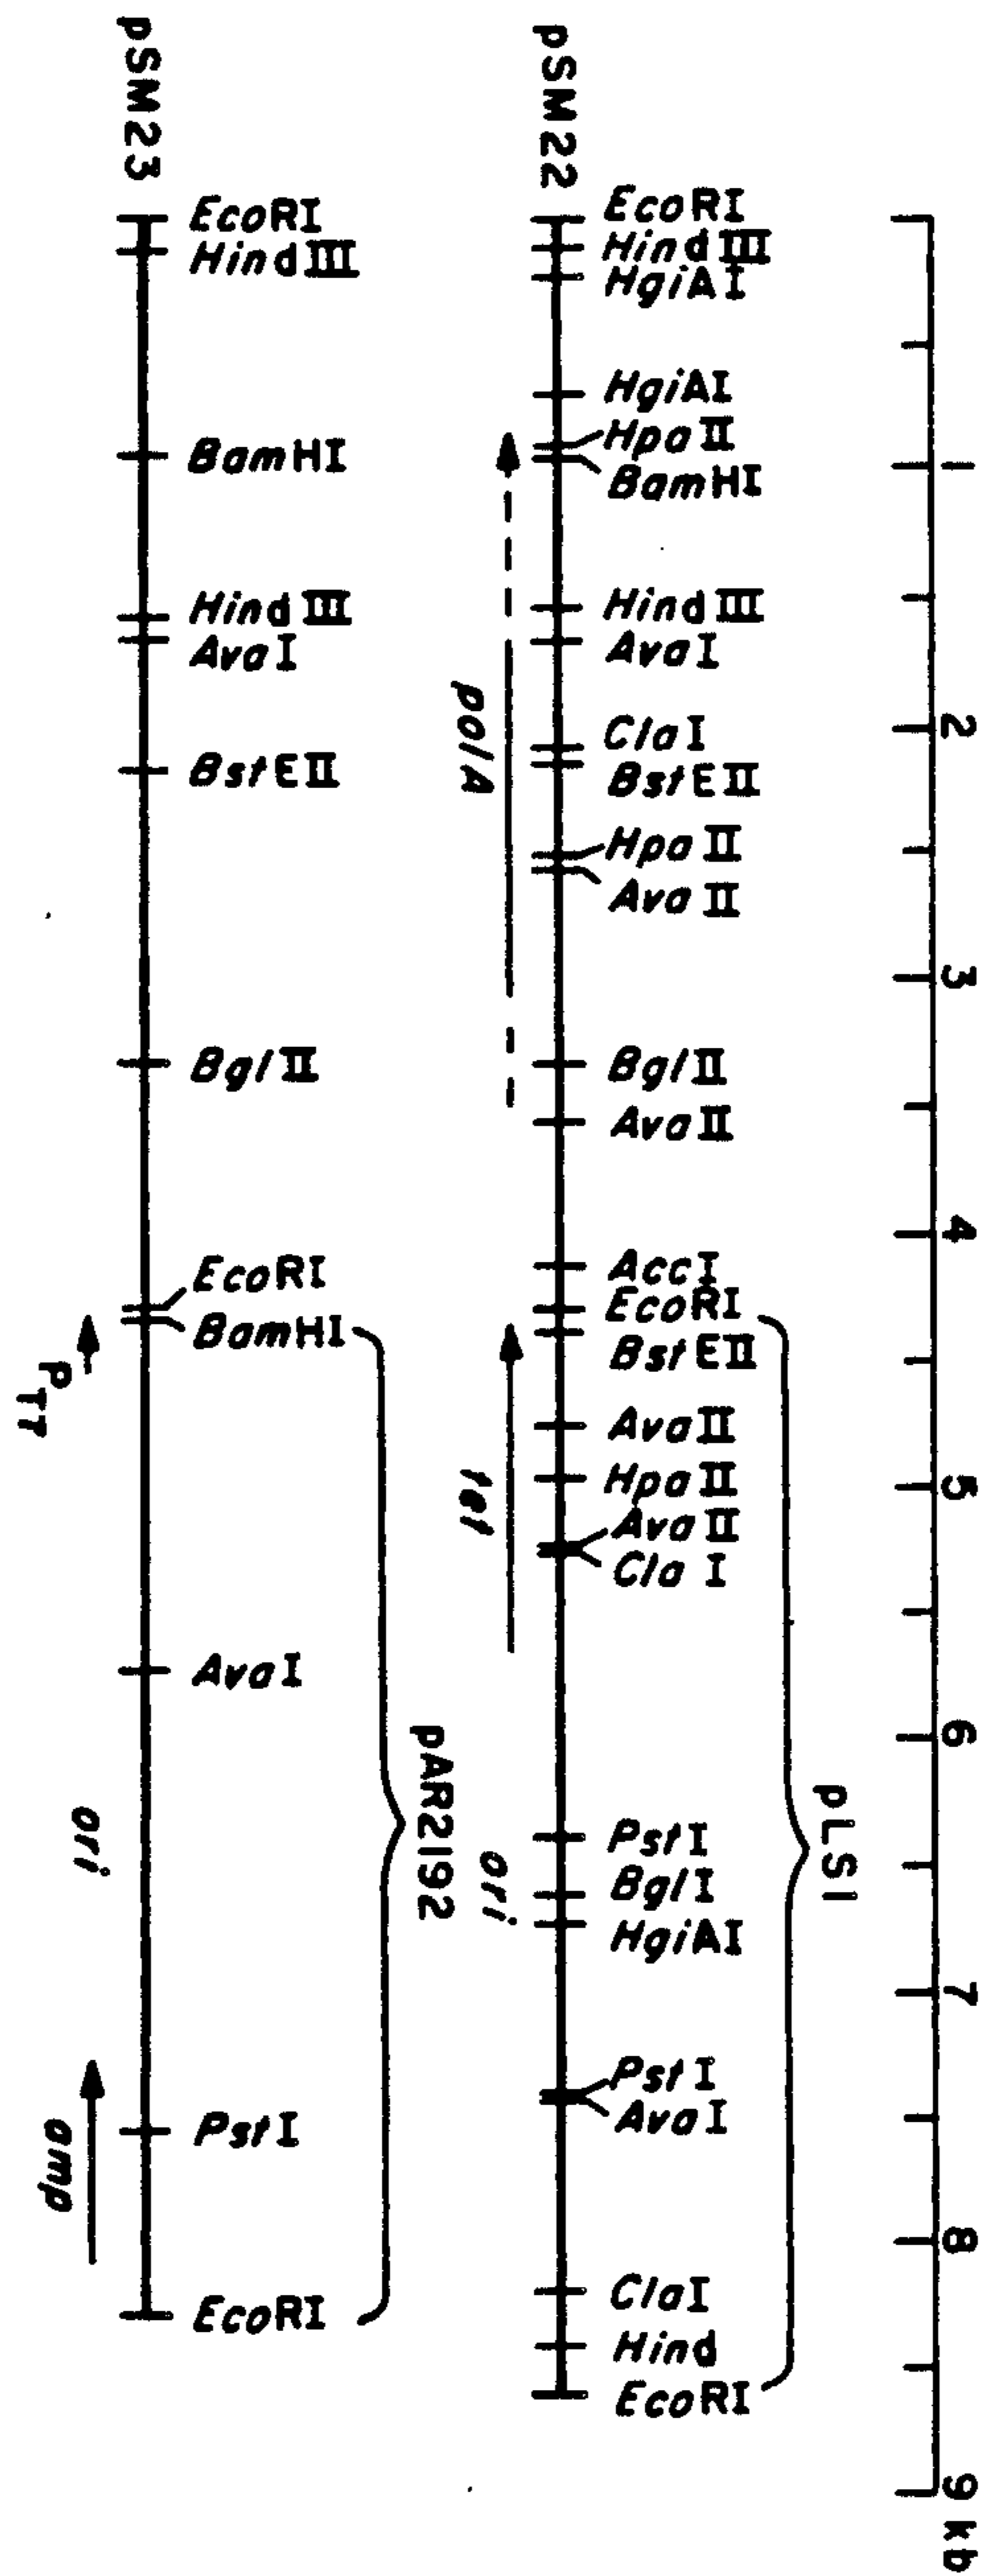 pSM23
EcoRI
HindIII
BamHI
HindIII
AvaI
BstEII
BglII
EcoRI
BamHI
AvaI
PstI
EcoRI
PT7
ori
amp
pAR2192
pSM22
EcoRI
HindIII
HgiAI
HgiAI
HpaII
BamHI
HindIII
AvaI
ClaI
BstEII
HpaII
AvaII
BglII
AvaII
AccI
EcoRI
BstEII
AvaII
HpaII
AvaII
ClaI
PstI
BglI
HgiAI
PstI
AvaI
ClaI
Hind
EcoRI
polA
tet
ori
pLS1
1
2
3
4
5
6
7
8
9 kb